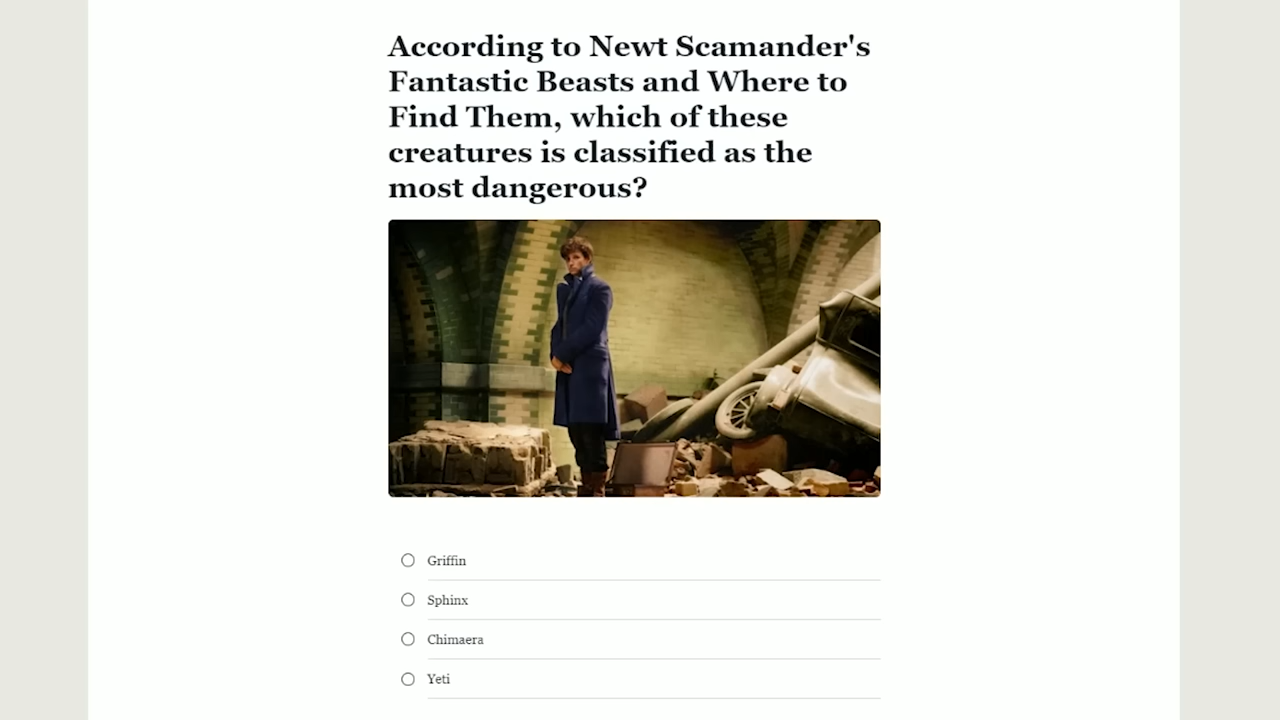 According to Newt Scamander's
Fantastic Beasts and Where to
Find Them, which of these
creatures is classified as the
most dangerous?
Griffin
Sphinx
Chimaera
Yeti